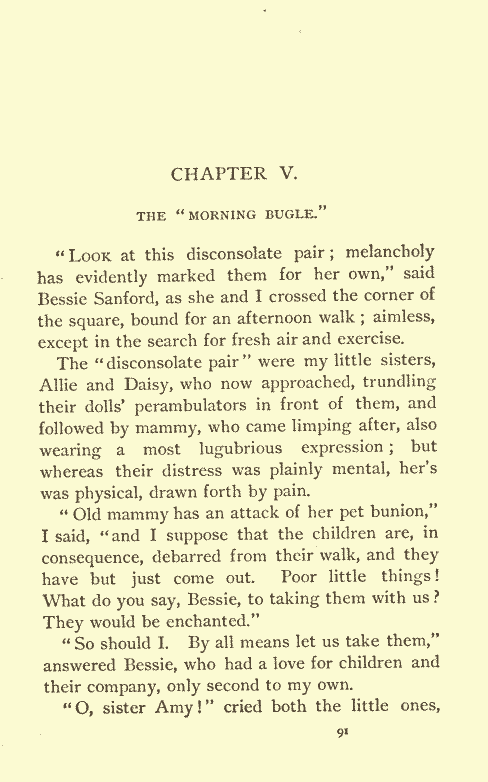 CHAPTER V.
THE “MORNING BUGLE.”
“LOOK at this disconsolate pair; melancholy
has evidently marked them for her own,” said
Bessie Sanford, as she and I crossed the corner of
the square, bound for an afternoon walk; aimless,
except in the search for fresh air and exercise.
The “disconsolate pair” were my little sisters,
Allie and Daisy, who now approached, trundling
their dolls’ perambulators in front of them, and
followed by mammy, who came limping after, also
wearing a most lugubrious expression; but
whereas their distress was plainly mental, her’s
was physical, drawn forth by pain.
“Old mammy has an attack of her pet bunion,”
I said, “and I suppose that the children are, in
consequence, debarred from their walk, and they
have but just come out. Poor little things!
What do you say, Bessie, to taking them with us?
They would be enchanted.”
“So should I. By all means let us take them,”
answered Bessie, who had a love for children and
their company, only second to my own.
“O, sister Amy!” cried both the little ones,
91